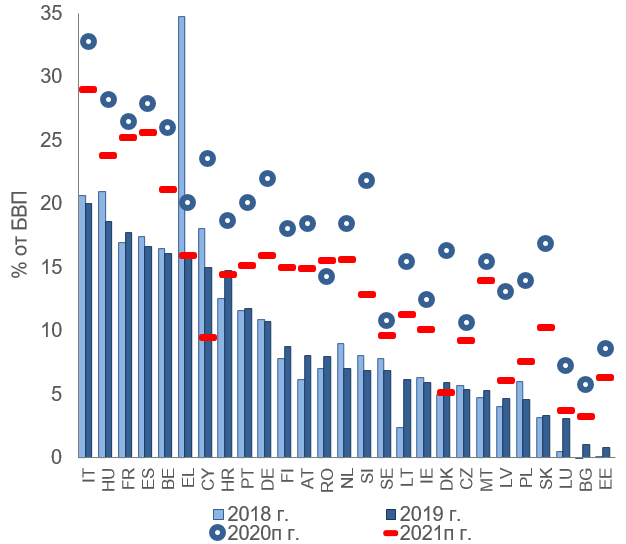 35
30
25
20
15
10
5
0
% от БВП
IT HU FR ES BE EL CY HR PT DE FI AT RO NL SI SE LT IE DK CZ MT LV PL SK LU BG EE
2018 г. 2019 г.
2020п г. 2021п г.